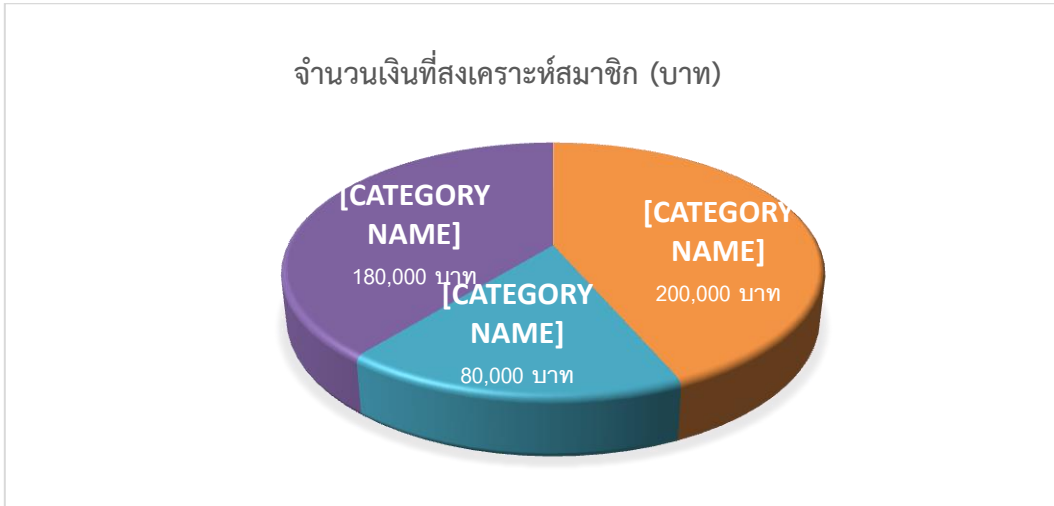 จำนวนเงินที่สงเคราะห์สมาชิก (บาท)
[CATEGORY
NAME]
180,000 บาท
[CATEGORY
NAME]
200,000 บาท
[CATEGORY
NAME]
80,000 บาท